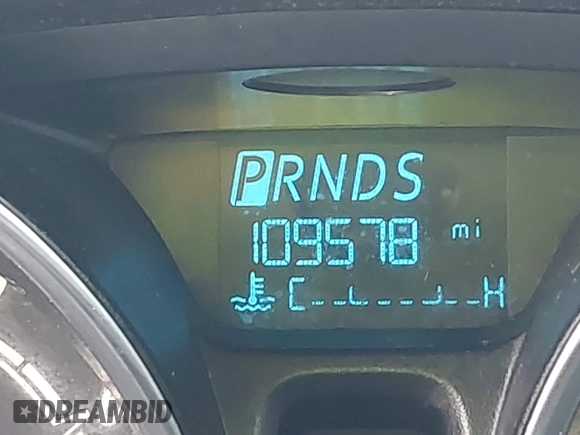 PRNDS
109578 mi
C H
DREAMBID